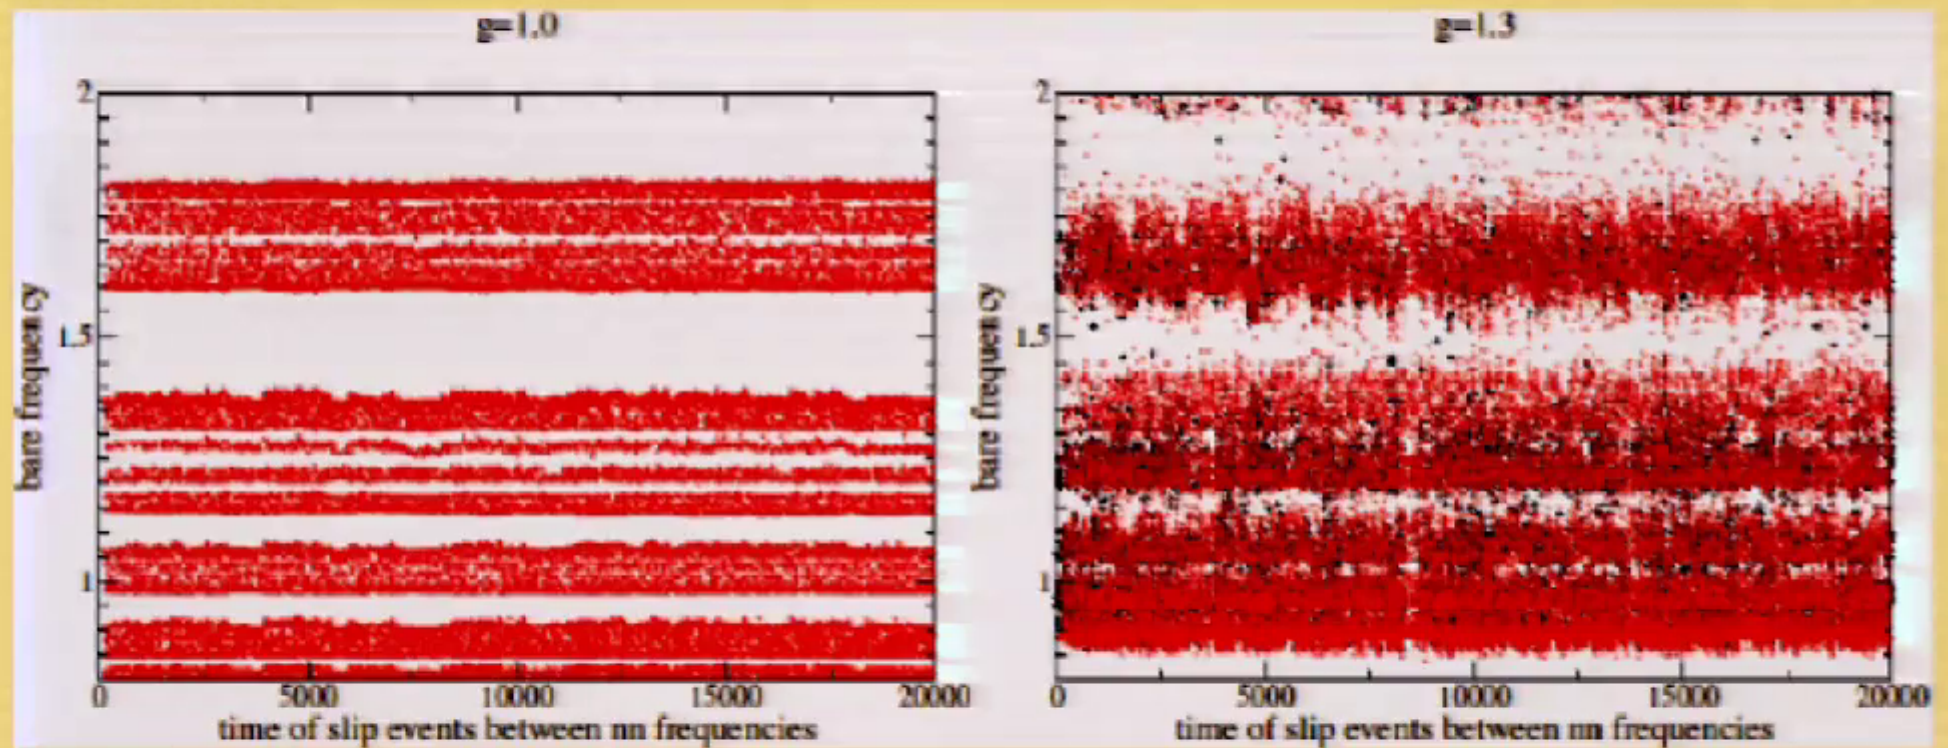 g=1.0
2
1.5
1
bare frequency
0 5000 10000 15000 20000
time of slip events between nn frequencies
g=1.3
2
1.5
1
bare frequency
0 5000 10000 15000 20000
time of slip events between nn frequencies